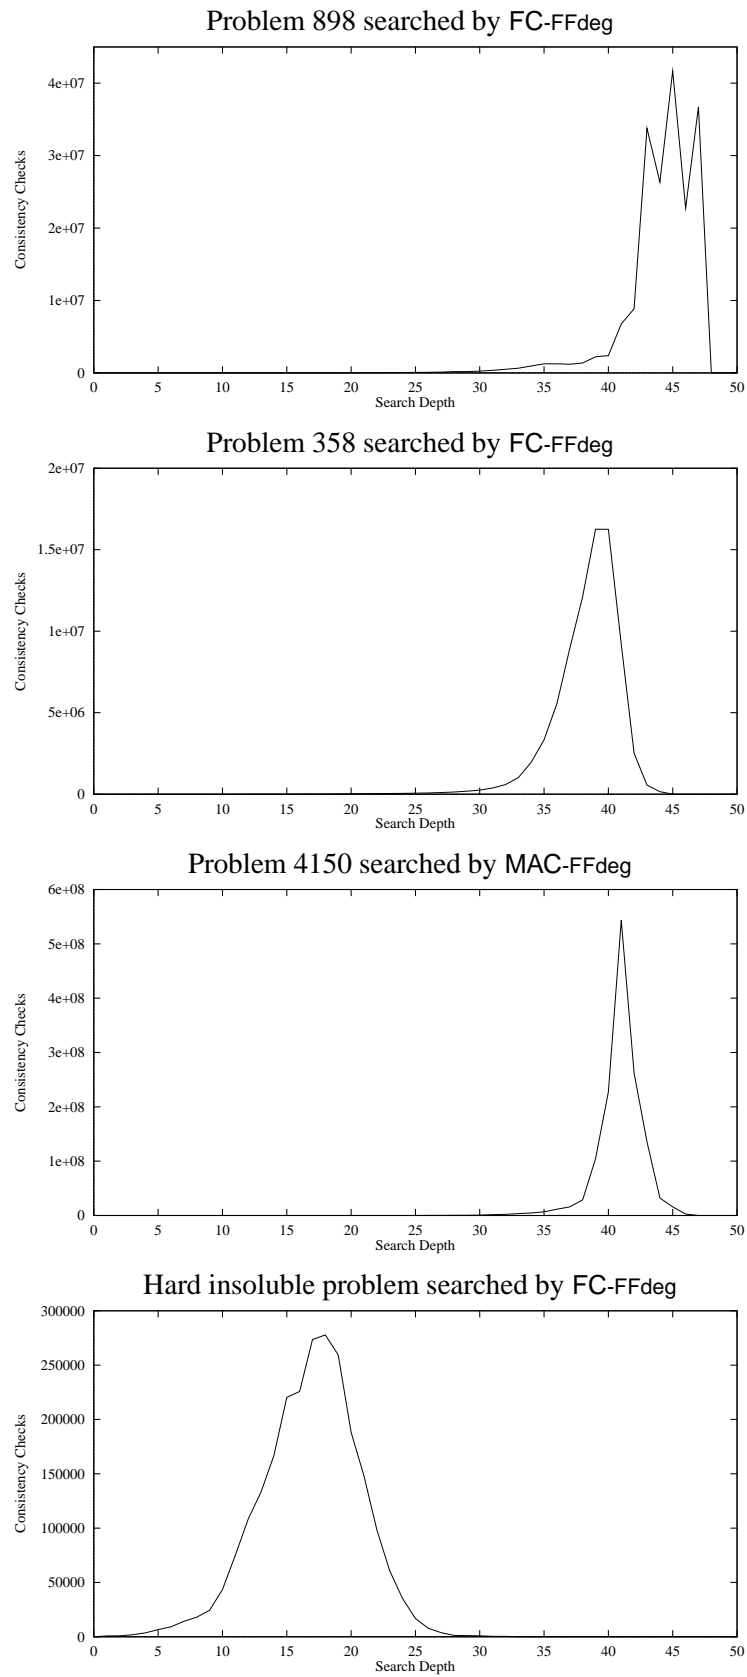 Problem 898 searched by FC-FFdeg
4e+07
3e+07
2e+07
1e+07
0
Consistency Checks
0 5 10 15 20 25 30 35 40 45 50
Search Depth
Problem 358 searched by FC-FFdeg
2e+07
1.5e+07
1e+07
5e+06
0
Consistency Checks
0 5 10 15 20 25 30 35 40 45 50
Search Depth
Problem 4150 searched by MAC-FFdeg
6e+08
5e+08
4e+08
3e+08
2e+08
1e+08
0
Consistency Checks
0 5 10 15 20 25 30 35 40 45 50
Search Depth
Hard insoluble problem searched by FC-FFdeg
300000
250000
200000
150000
100000
50000
0
Consistency Checks
0 5 10 15 20 25 30 35 40 45 50
Search Depth